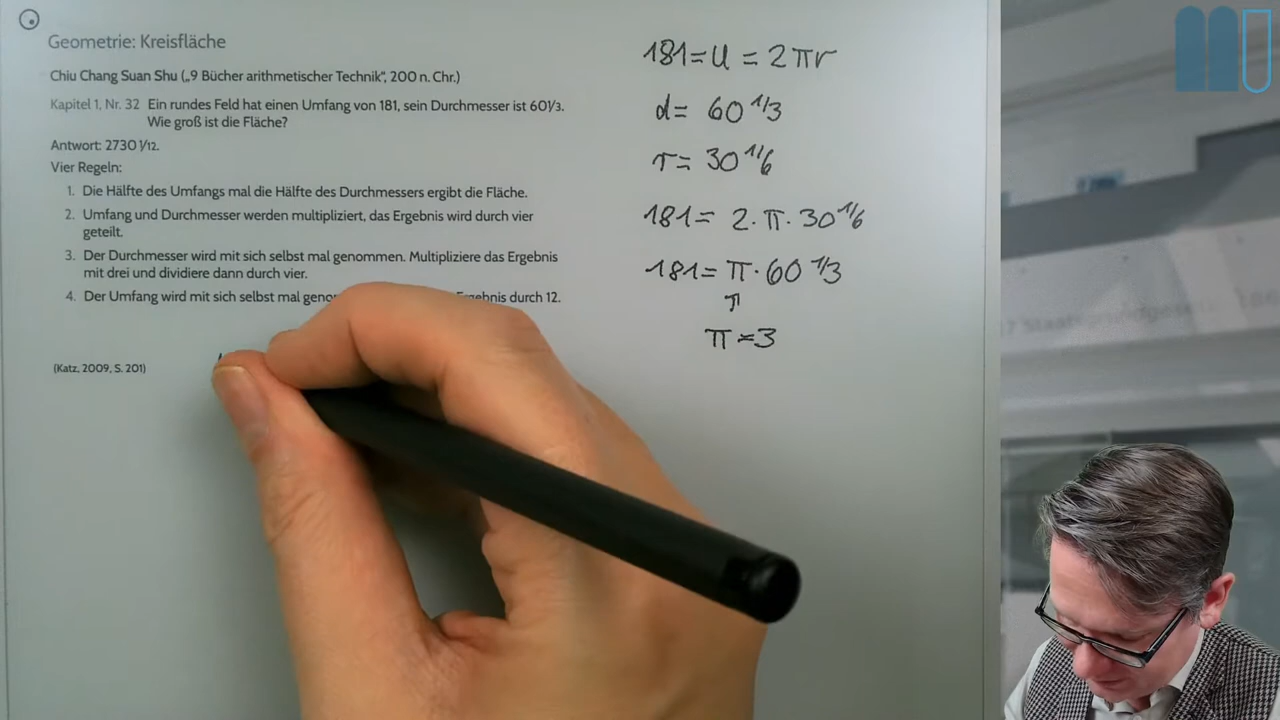 Geometrie: Kreisfläche
Chiu Chang Suan Shu („9 Bücher arithmetischer Technik“, 200 n. Chr.)
Kapitel 1, Nr. 32 Ein rundes Feld hat einen Umfang von 181, sein Durchmesser ist 60 1/3.
Wie groß ist die Fläche?
Antwort: 2730 1/12.
Vier Regeln:
1. Die Hälfte des Umfangs mal die Hälfte des Durchmessers ergibt die Fläche.
2. Umfang und Durchmesser werden multipliziert, das Ergebnis wird durch vier
geteilt.
3. Der Durchmesser wird mit sich selbst mal genommen. Multipliziere das Ergebnis
mit drei und dividiere dann durch vier.
4. Der Umfang wird mit sich selbst mal durch 12.
(Katz, 2009, S. 201)
181 = U = 2πr
d = 60 1/3
r = 30 1/6
181 = 2·π·30 1/6
181 = π·60 1/3
π = 3